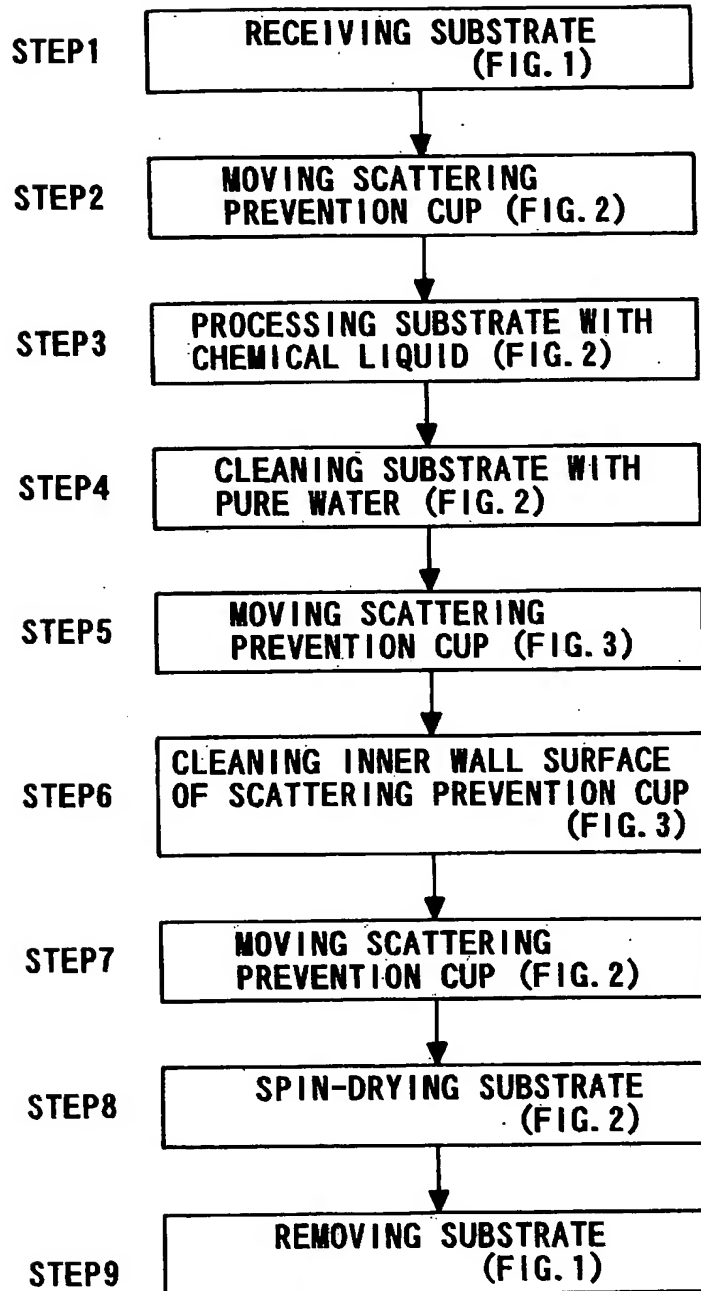 STEP1
RECEIVING SUBSTRATE
(FIG. 1)
STEP2
MOVING SCATTERING
PREVENTION CUP (FIG. 2)
STEP3
PROCESSING SUBSTRATE WITH
CHEMICAL LIQUID (FIG. 2)
STEP4
CLEANING SUBSTRATE WITH
PURE WATER (FIG. 2)
STEP5
MOVING SCATTERING
PREVENTION CUP (FIG. 3)
STEP6
CLEANING INNER WALL SURFACE
OF SCATTERING PREVENTION CUP
(FIG. 3)
STEP7
MOVING SCATTERING
PREVENTION CUP (FIG. 2)
STEP8
SPIN-DRYING SUBSTRATE
(FIG. 2)
STEP9
REMOVING SUBSTRATE
(FIG. 1)